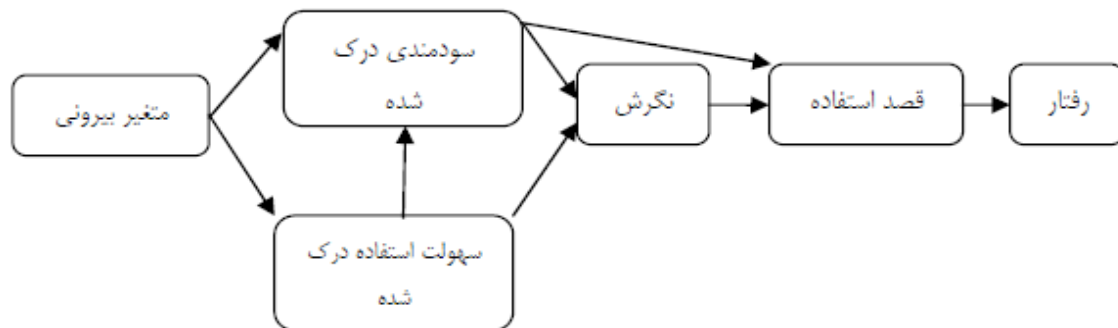 سودمندی درک
شده
متغیر بیرونی
نگرش
قصد استفاده
رفتار
سهولت استفاده درک
شده